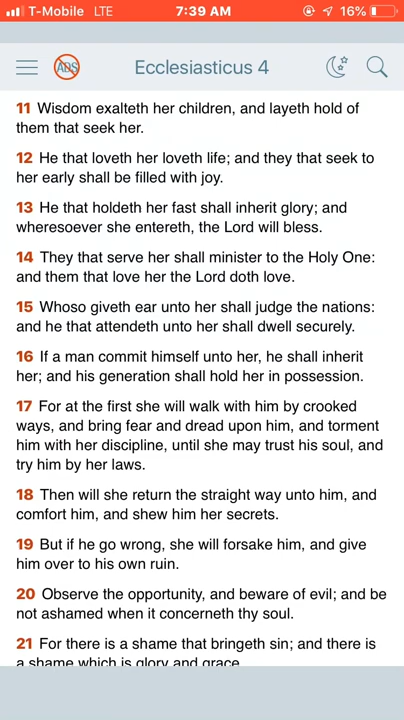 T-Mobile LTE 7:39 AM 16%
ADS Ecclesiasticus 4
11 Wisdom exalteth her children, and layeth hold of
them that seek her.
12 He that loveth her loveth life; and they that seek to
her early shall be filled with joy.
13 He that holdeth her fast shall inherit glory; and
wheresoever she entereth, the Lord will bless.
14 They that serve her shall minister to the Holy One:
and them that love her the Lord doth love.
15 Whoso giveth ear unto her shall judge the nations:
and he that attendeth unto her shall dwell securely.
16 If a man commit himself unto her, he shall inherit
her; and his generation shall hold her in possession.
17 For at the first she will walk with him by crooked
ways, and bring fear and dread upon him, and torment
him with her discipline, until she may trust his soul, and
try him by her laws.
18 Then will she return the straight way unto him, and
comfort him, and shew him her secrets.
19 But if he go wrong, she will forsake him, and give
him over to his own ruin.
20 Observe the opportunity, and beware of evil; and be
not ashamed when it concerneth thy soul.
21 For there is a shame that bringeth sin; and there is
a shame which is glory and grace.